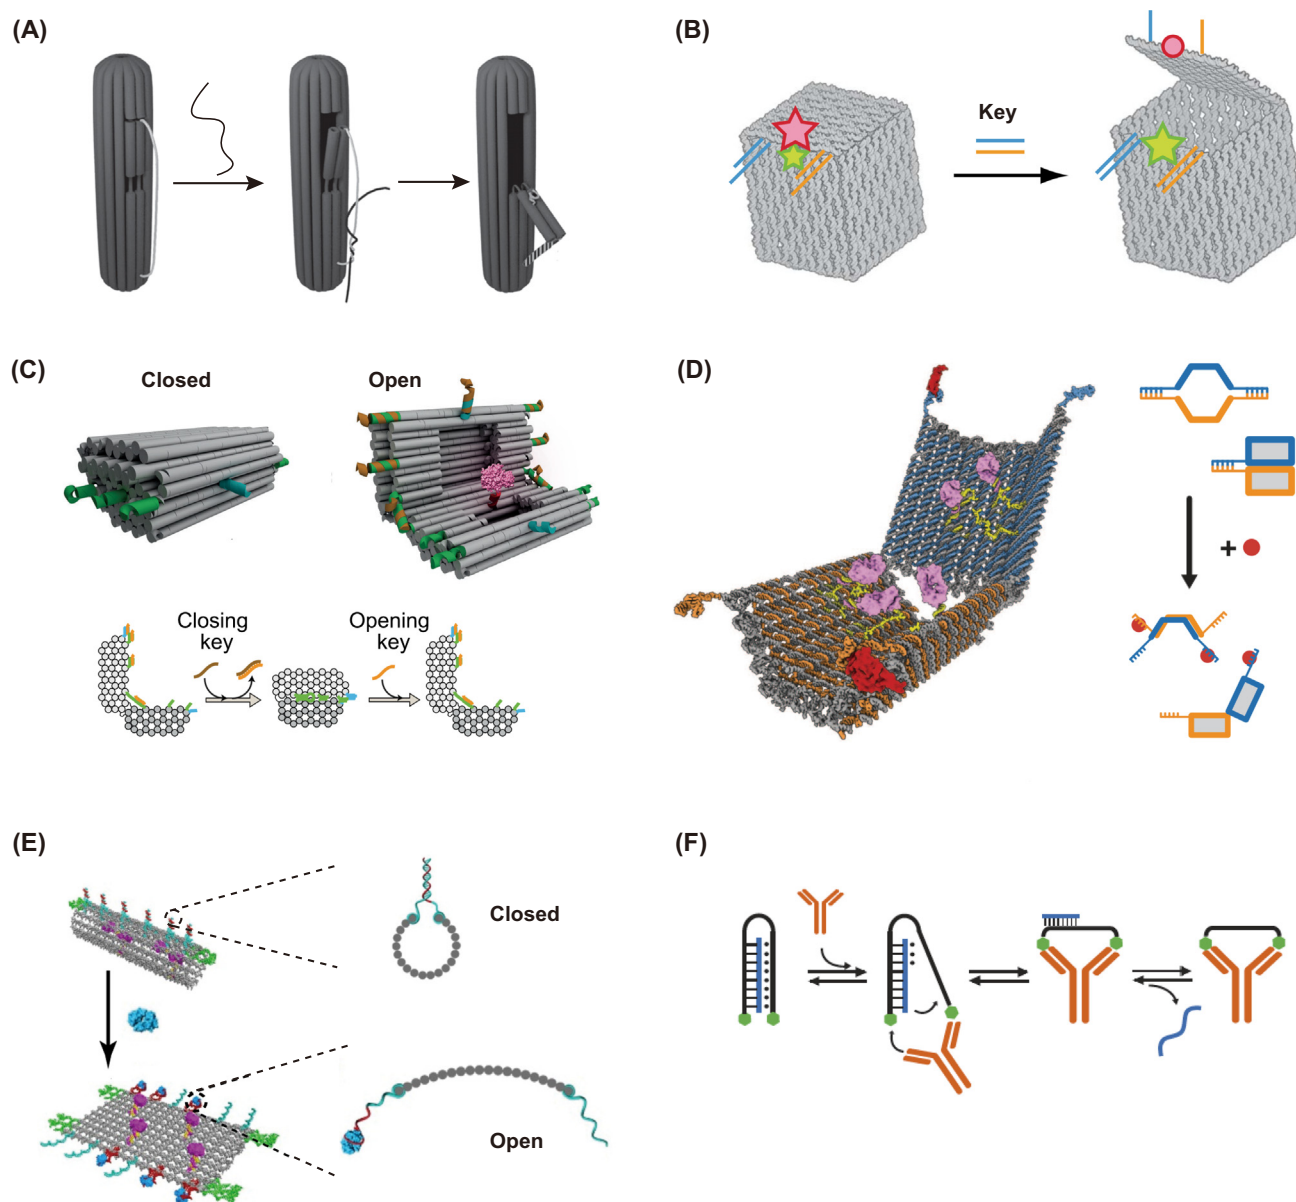 (A)
(B)
Key
(C)
Closed
Open
Closing
key
Opening
key
(D)
+
(E)
Closed
Open
(F)